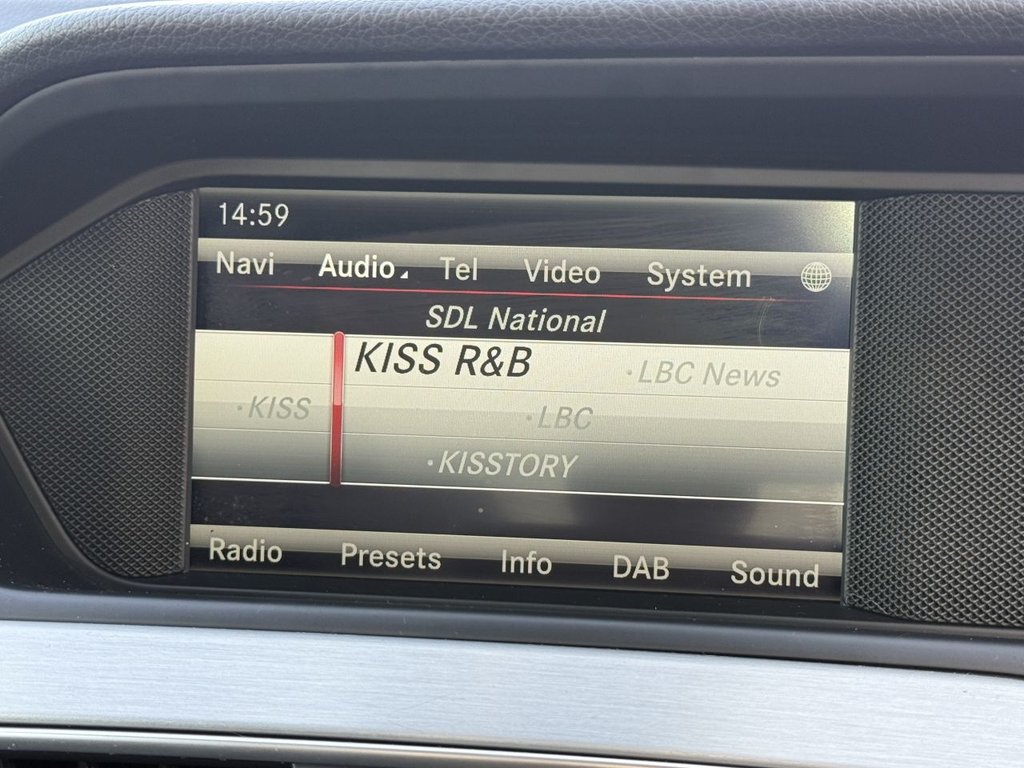 14:59
Navi Audio Tel Video System
SDL National
KISS R&B ·LBC News
·KISS ·LBC
·KISSTORY
Radio Presets Info DAB Sound